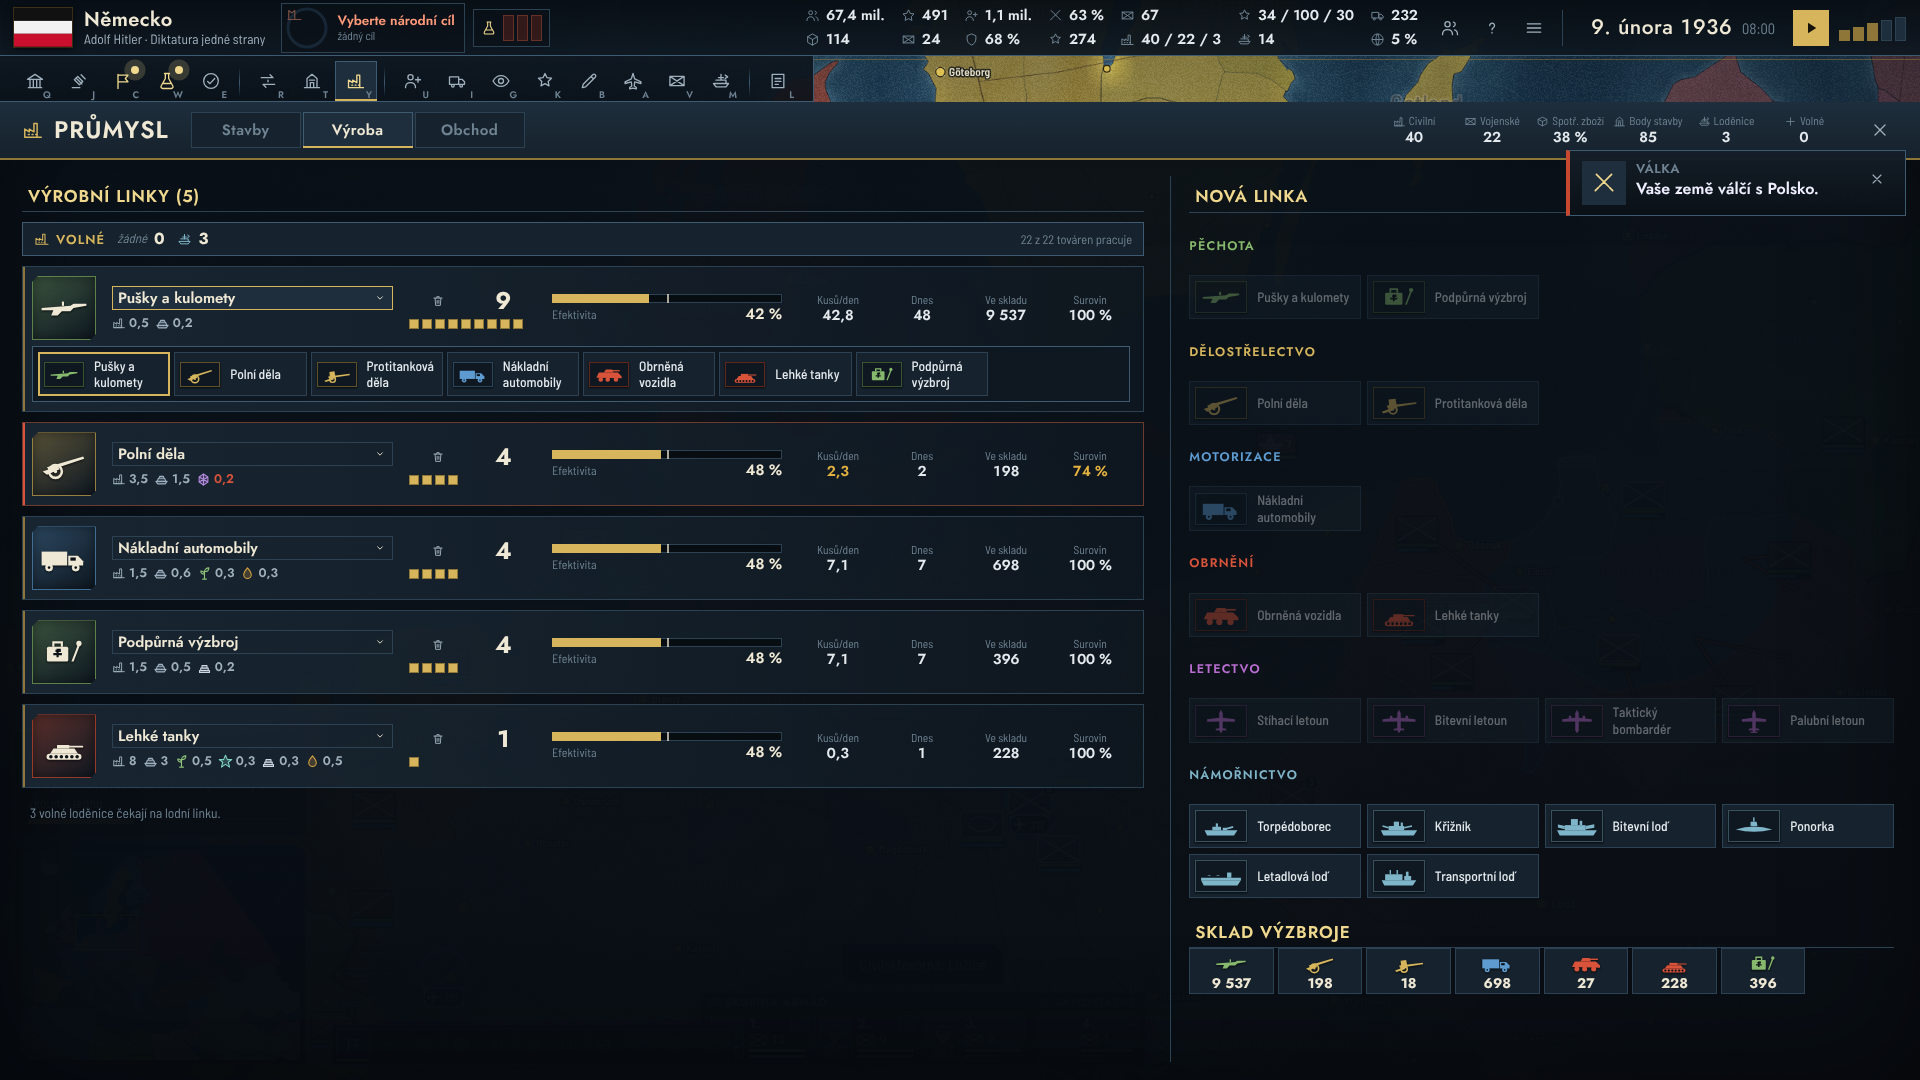 Německo
Adolf Hitler · Diktatura jedné strany
Vyberte národní cíl
žádný cíl
67,4 mil. 491 1,1 mil. 63 % 67 34 / 100 / 30 232
114 24 68 % 274 40 / 22 / 3 14 5 %
?
9. února 1936 08:00
Q J C W E R T Y U I G K B A V M L
Göteborg
PRŮMYSL
Stavby
Výroba
Obchod
Civilní Vojenské Spotř. zboží Body stavby Loděnice Volné
40 22 38 % 85 3 0
VÁLKA
Vaše země válčí s Polsko.
VÝROBNÍ LINKY (5)
VOLNÉ žádné 0 3
22 z 22 továren pracuje
Pušky a kulomety
0,5 0,2
9
Efektivita 42 %
Kusů/den Dnes Ve skladu Surovin
42,8 48 9 537 100 %
Pušky a kulomety
Polní děla
Protitanková děla
Nákladní automobily
Obrněná vozidla
Lehké tanky
Podpůrná výzbroj
Polní děla
3,5 1,5 0,2
4
Efektivita 48 %
Kusů/den Dnes Ve skladu Surovin
2,3 2 198 74 %
Nákladní automobily
1,5 0,6 0,3 0,3
4
Efektivita 48 %
Kusů/den Dnes Ve skladu Surovin
7,1 7 698 100 %
Podpůrná výzbroj
1,5 0,5 0,2
4
Efektivita 48 %
Kusů/den Dnes Ve skladu Surovin
7,1 7 396 100 %
Lehké tanky
8 3 0,5 0,3 0,3 0,5
1
Efektivita 48 %
Kusů/den Dnes Ve skladu Surovin
0,3 1 228 100 %
3 volné loděnice čekají na lodní linku.
NOVÁ LINKA
PĚCHOTA
Pušky a kulomety
Podpůrná výzbroj
DĚLOSTŘELECTVO
Polní děla
Protitanková děla
MOTORIZACE
Nákladní automobily
OBRNĚNÍ
Obrněná vozidla
Lehké tanky
LETECTVO
Stíhací letoun
Bitevní letoun
Taktický bombardér
Palubní letoun
NÁMOŘNICTVO
Torpédoborec
Křižník
Bitevní loď
Ponorka
Letadlová loď
Transportní loď
SKLAD VÝZBROJE
9 537 198 18 698 27 228 396